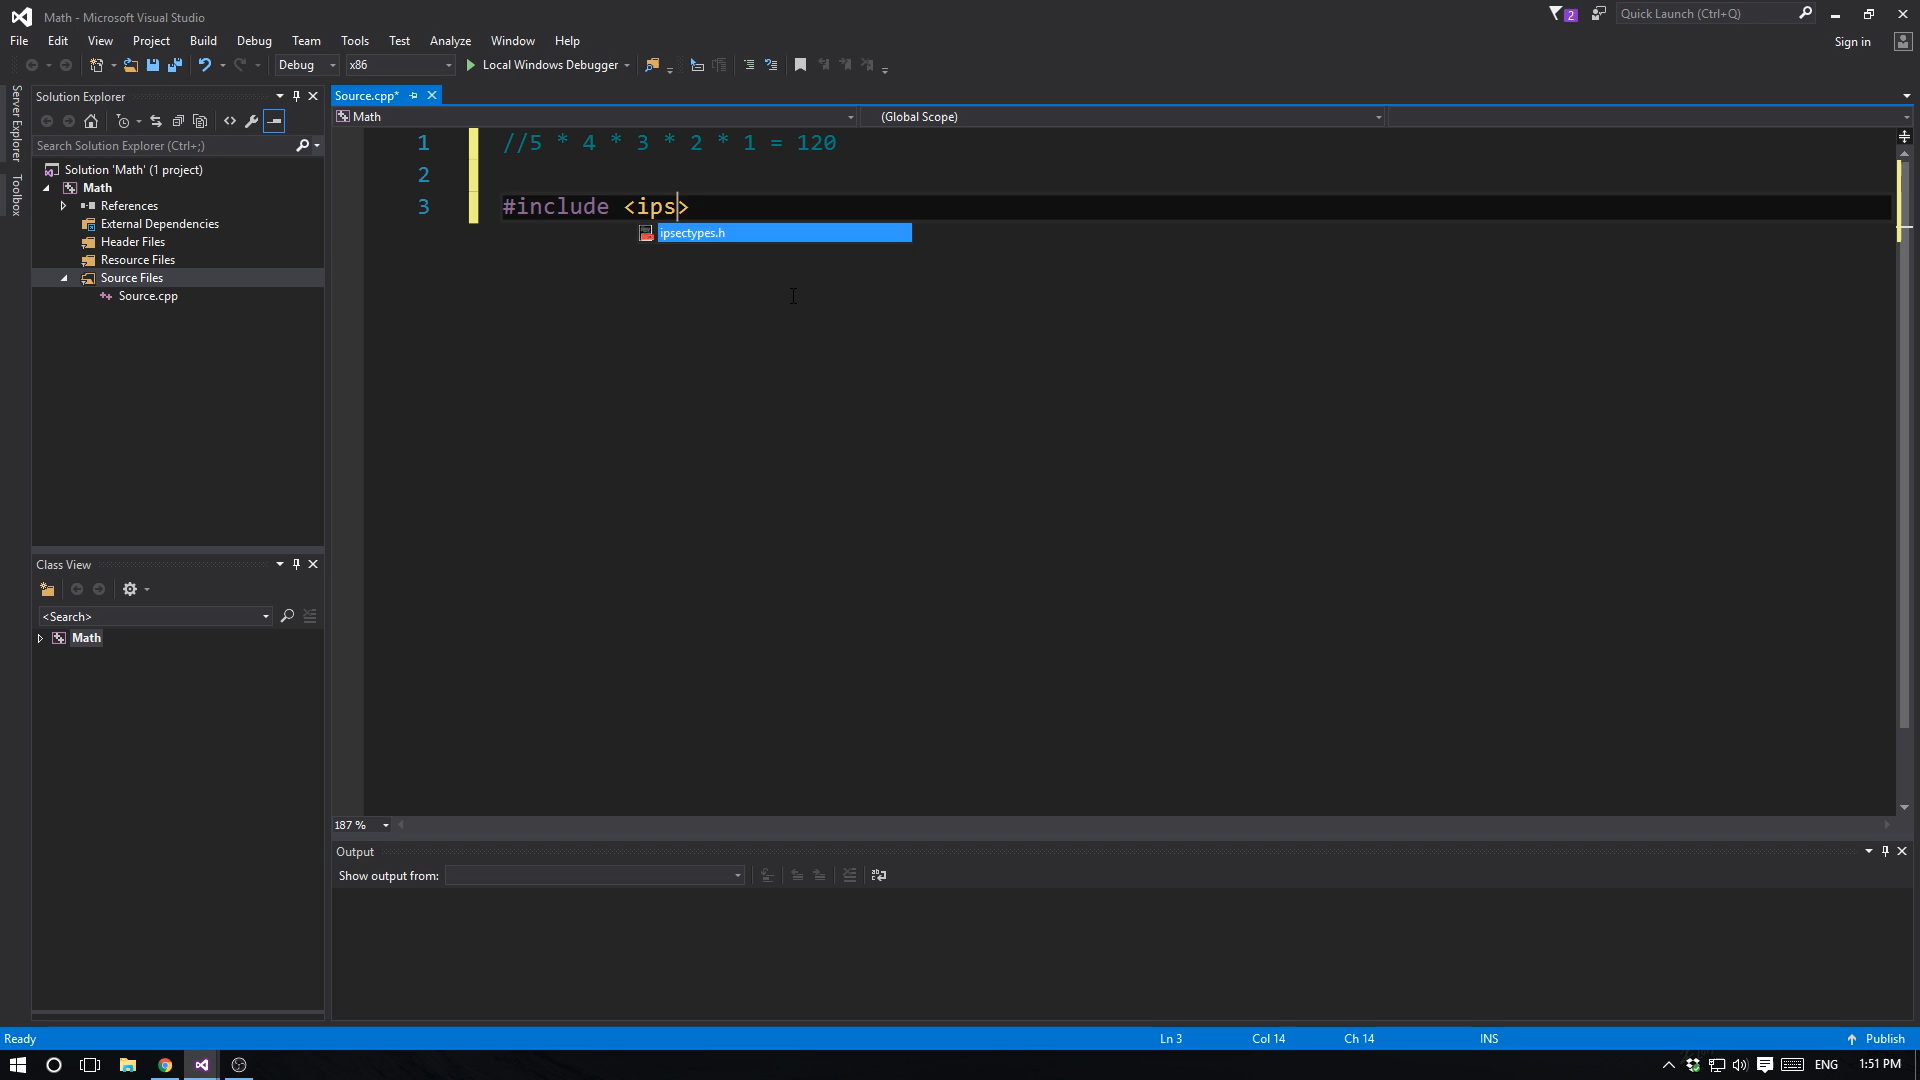 Math - Microsoft Visual Studio
2
Quick Launch (Ctrl+Q)
File Edit View Project Build Debug Team Tools Test Analyze Window Help
Sign in
Debug x86 Local Windows Debugger
Server Explorer
Toolbox
Solution Explorer
Search Solution Explorer (Ctrl+;)
Solution 'Math' (1 project)
Math
References
External Dependencies
Header Files
Resource Files
Source Files
Source.cpp
Class View
<Search>
Math
Source.cpp*
Math (Global Scope)
1 //5 * 4 * 3 * 2 * 1 = 120
2
3 #include <ips>
ipsectypes.h
187 %
Output
Show output from:
Ready Ln 3 Col 14 Ch 14 INS Publish
ENG 1:51 PM